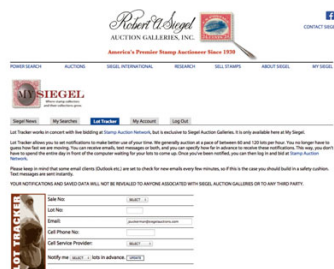 Robert A. Siegel
AUCTION GALLERIES, INC.
America's Premier Stamp Auctioneer Since 1930
CONTACT SIEGEL
POWER SEARCH AUCTIONS SIEGEL INTERNATIONAL RESEARCH SELL STAMPS ABOUT SIEGEL MY SIEGEL
MYSIEGEL
Where stamp collectors
and their collections grow.
Siegel News My Searches Lot Tracker My Account Log Out
Lot Tracker works in concert with live bidding at Stamp Auction Network, but is exclusive to Siegel Auction Galleries. It is only available here at My Siegel.
Lot Tracker allows you to set notifications to make better use of your time. We generally auction at a pace of between 60 and 120 lots per hour. You no longer have to
guess how fast we are moving. You can receive emails, text messages or both, and you can specify how far in advance to receive these notifications. This way, you don't
have to spend the entire day in front of the computer waiting for your lots to come up. Once you've been notified, you can then log in and bid at Stamp Auction
Network.
Please keep in mind that some email clients (Outlook etc.) are set to check for new emails every few minutes, so if this is the case you should build in a safety cushion.
Text messages are sent instantly.
YOUR NOTIFICATIONS AND SAVED DATA WILL NOT BE REVEALED TO ANYONE ASSOCIATED WITH SIEGEL AUCTION GALLERIES OR TO ANY THIRD PARTY.
LOT TRACKER
Sale No: SELECT
Lot No:
Email:
Cell Phone No:
Cell Service Provider: SELECT
Notify me SELECT lots in advance. UPDATE